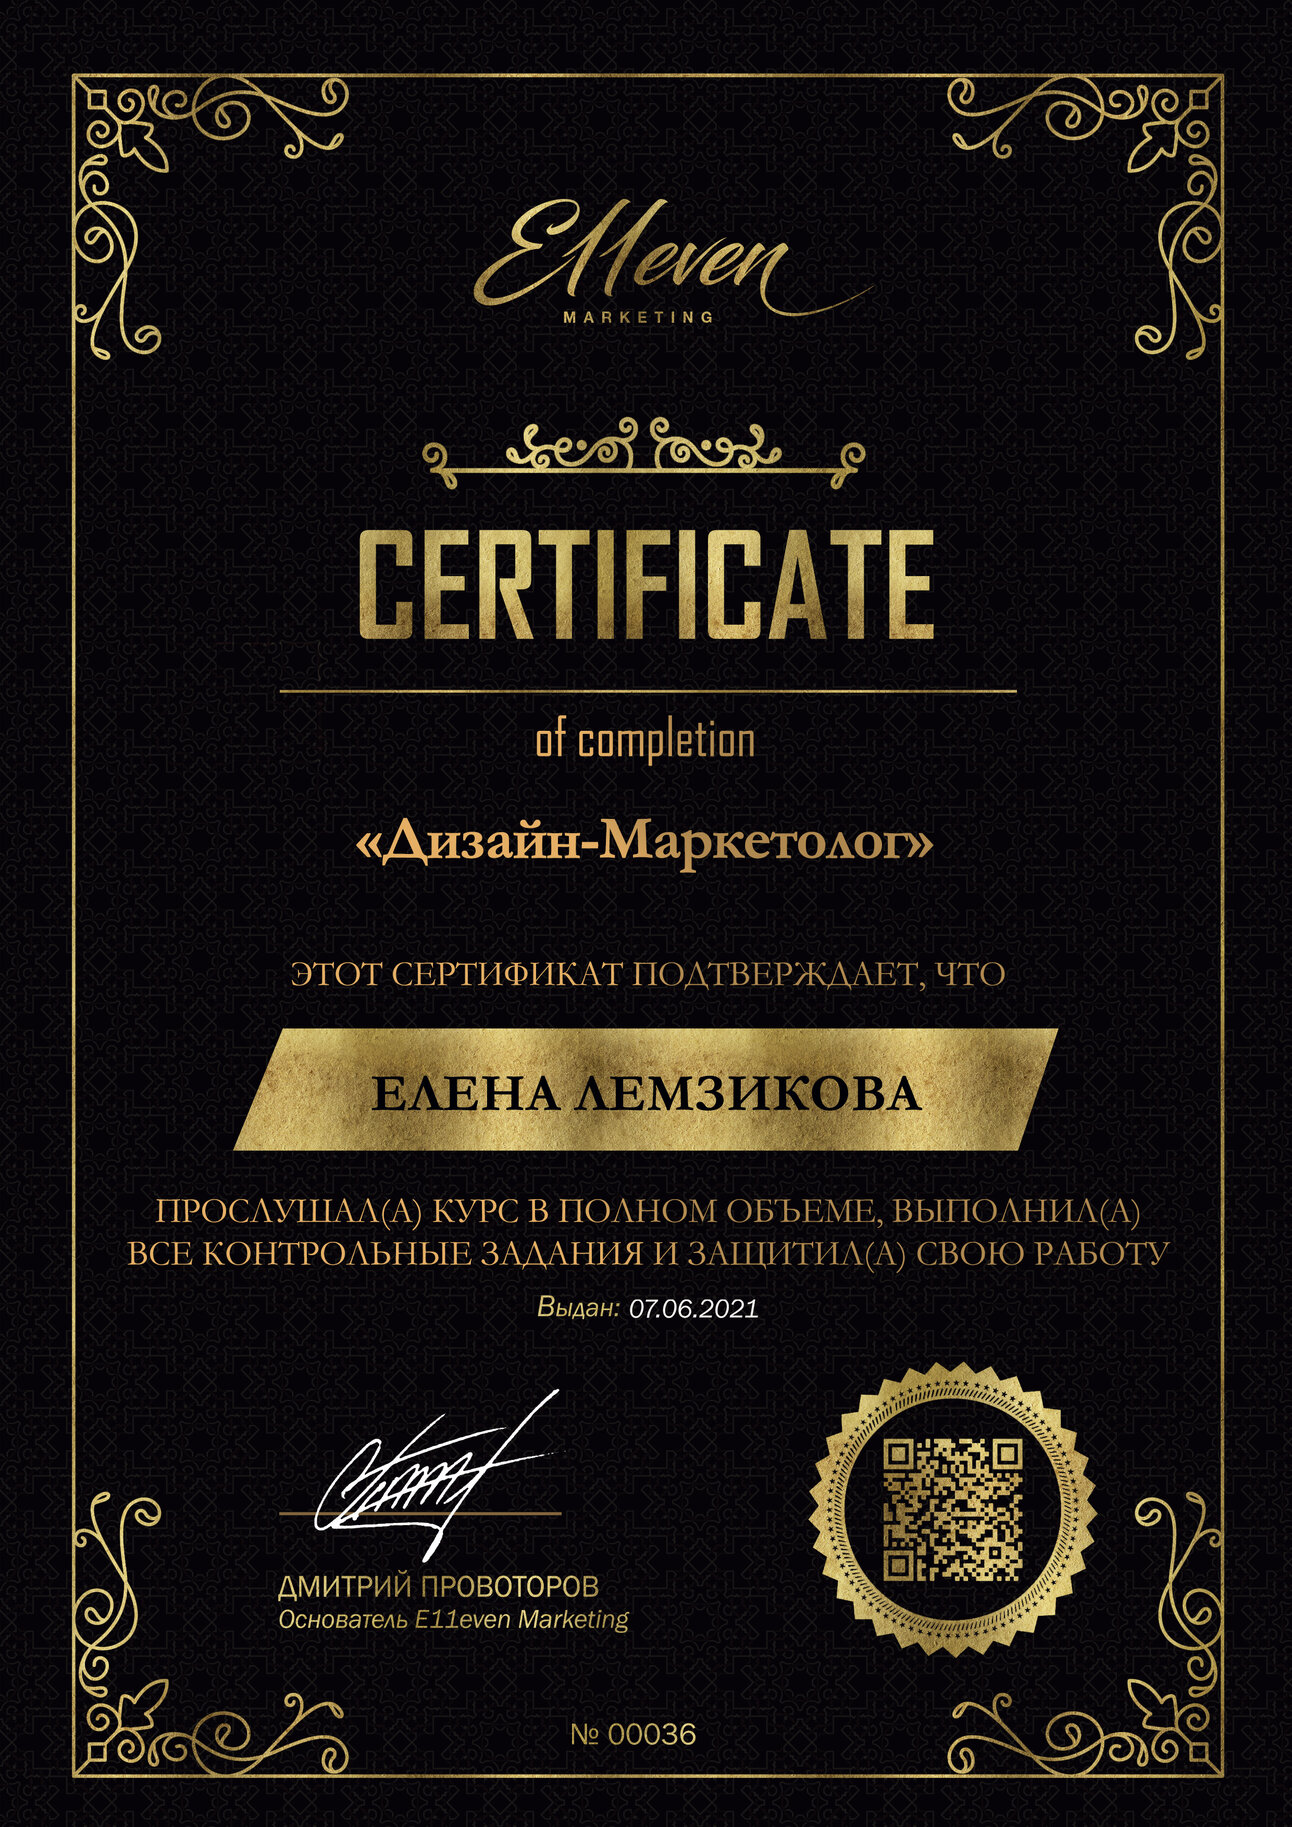 E11even
MARKETING
CERTIFICATE
of completion
«Дизайн-Маркетолог»
ЭТОТ СЕРТИФИКАТ ПОДТВЕРЖДАЕТ, ЧТО
ЕЛЕНА ЛЕМЗИКОВА
ПРОСЛУШАЛ(А) КУРС В ПОЛНОМ ОБЪЕМЕ, ВЫПОЛНИЛ(А)
ВСЕ КОНТРОЛЬНЫЕ ЗАДАНИЯ И ЗАЩИТИЛ(А) СВОЮ РАБОТУ
Выдан: 07.06.2021
ДМИТРИЙ ПРОВОТОРОВ
Основатель E11even Marketing
№ 00036